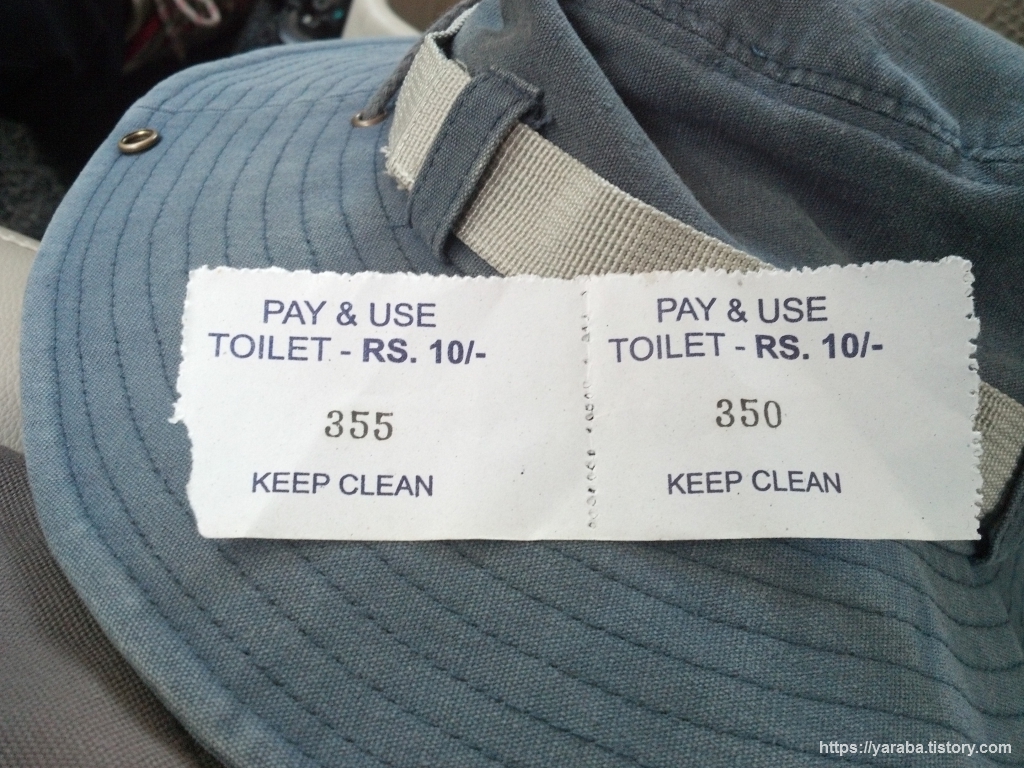 PAY & USE
TOILET - RS. 10/-
355
KEEP CLEAN
PAY & USE
TOILET - RS. 10/-
350
KEEP CLEAN
https://yaraba.tistory.com